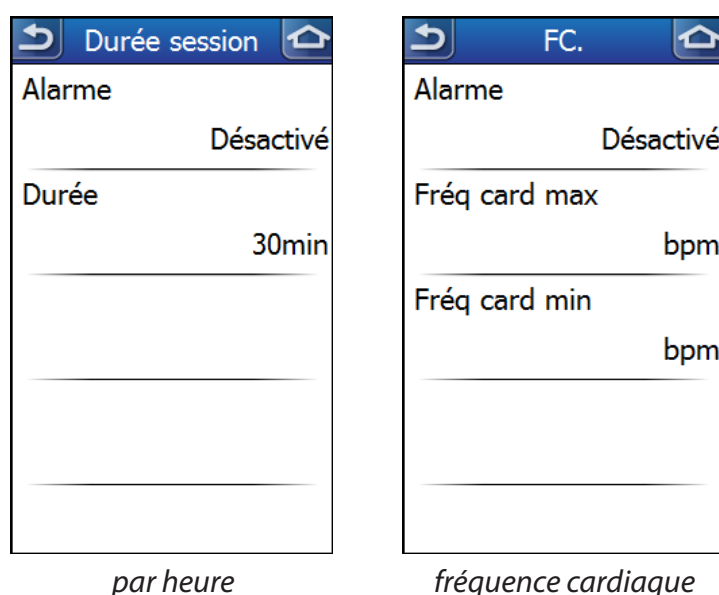 Durée session
Alarme
Désactivé
Durée
30min
par heure
FC.
Alarme
Désactivé
Fréq card max
bpm
Fréq card min
bpm
fréquence cardiaque